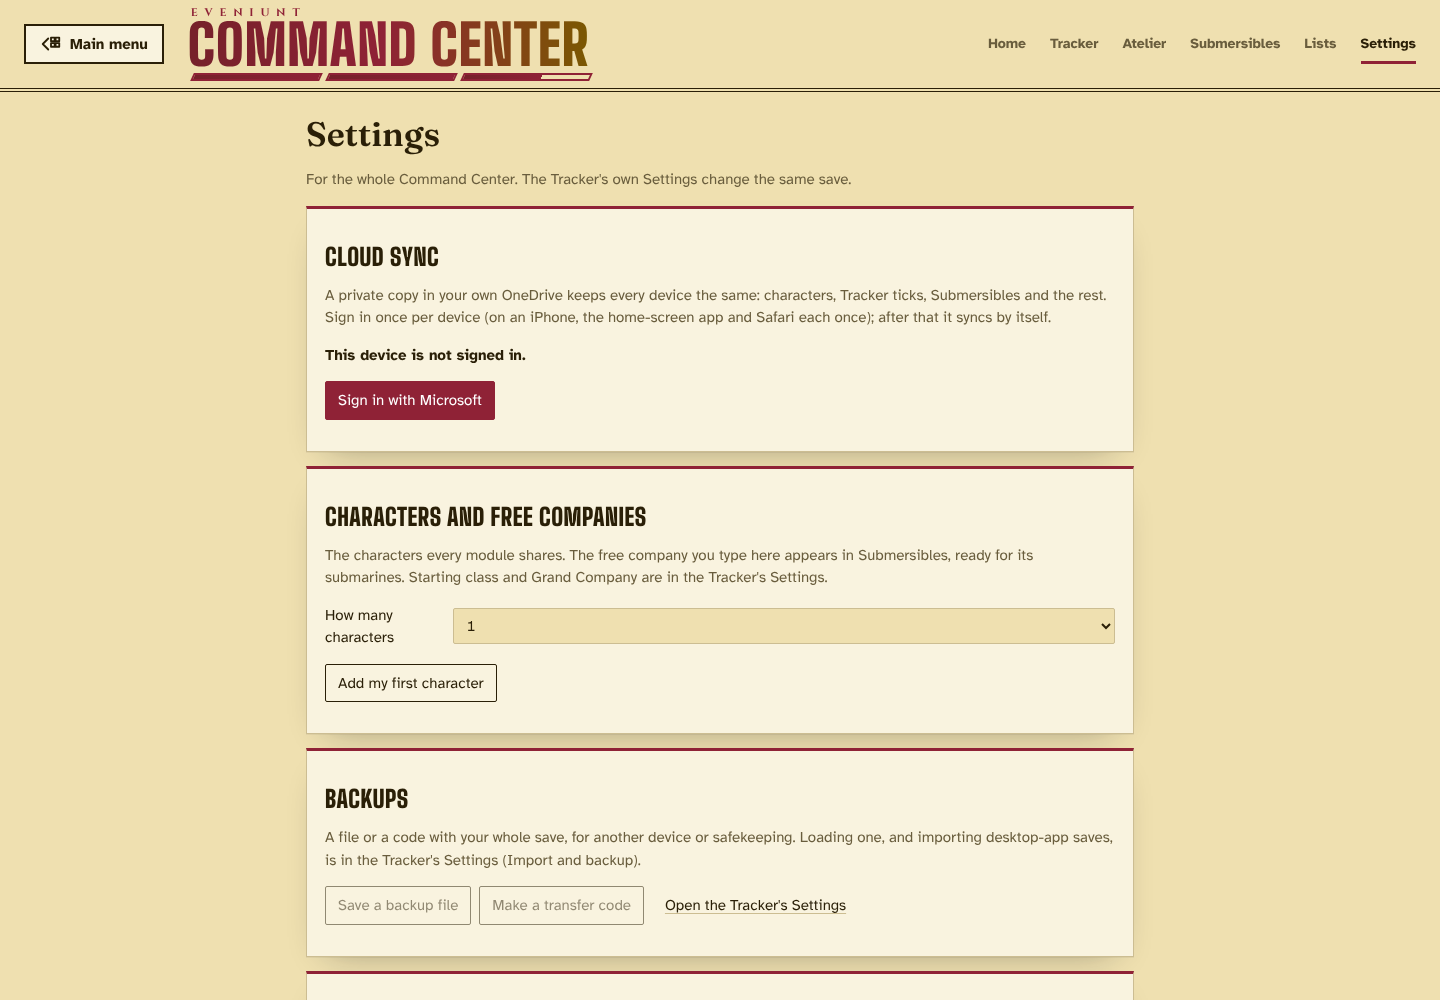 Main menu
EVENIUNT
COMMAND CENTER
Home
Tracker
Atelier
Submersibles
Lists
Settings
Settings
For the whole Command Center. The Tracker's own Settings change the same save.
CLOUD SYNC
A private copy in your own OneDrive keeps every device the same: characters, Tracker ticks, Submersibles and the rest.
Sign in once per device (on an iPhone, the home-screen app and Safari each once); after that it syncs by itself.
This device is not signed in.
Sign in with Microsoft
CHARACTERS AND FREE COMPANIES
The characters every module shares. The free company you type here appears in Submersibles, ready for its
submarines. Starting class and Grand Company are in the Tracker's Settings.
How many
characters
1
Add my first character
BACKUPS
A file or a code with your whole save, for another device or safekeeping. Loading one, and importing desktop-app saves,
is in the Tracker's Settings (Import and backup).
Save a backup file
Make a transfer code
Open the Tracker's Settings